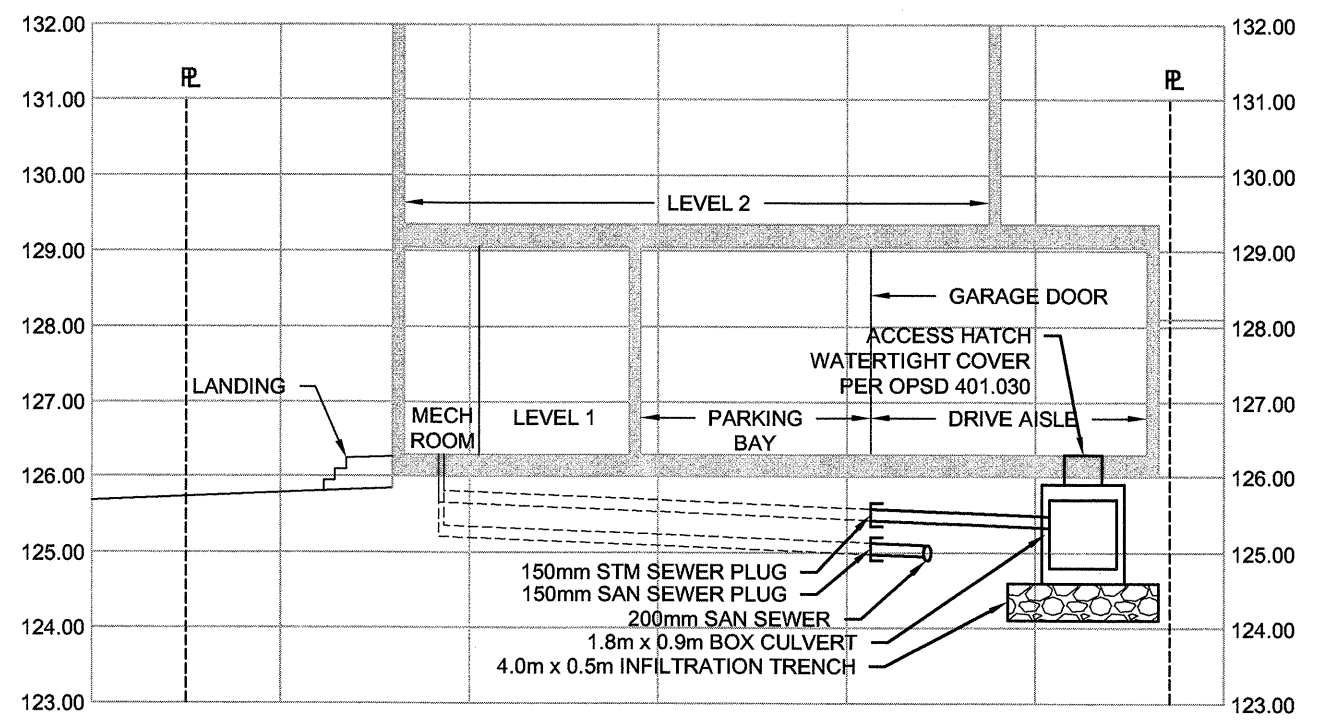 132.00
132.00
PL
PL
131.00
131.00
130.00
130.00
LEVEL 2
129.00
129.00
GARAGE DOOR
128.00
128.00
ACCESS HATCH
WATERTIGHT COVER
PER OPSD 401.030
LANDING
127.00
127.00
MECH
ROOM
LEVEL 1
PARKING
BAY
DRIVE AISLE
126.00
126.00
125.00
125.00
150mm STM SEWER PLUG
150mm SAN SEWER PLUG
200mm SAN SEWER
124.00
124.00
1.8m x 0.9m BOX CULVERT
4.0m x 0.5m INFILTRATION TRENCH
123.00
123.00